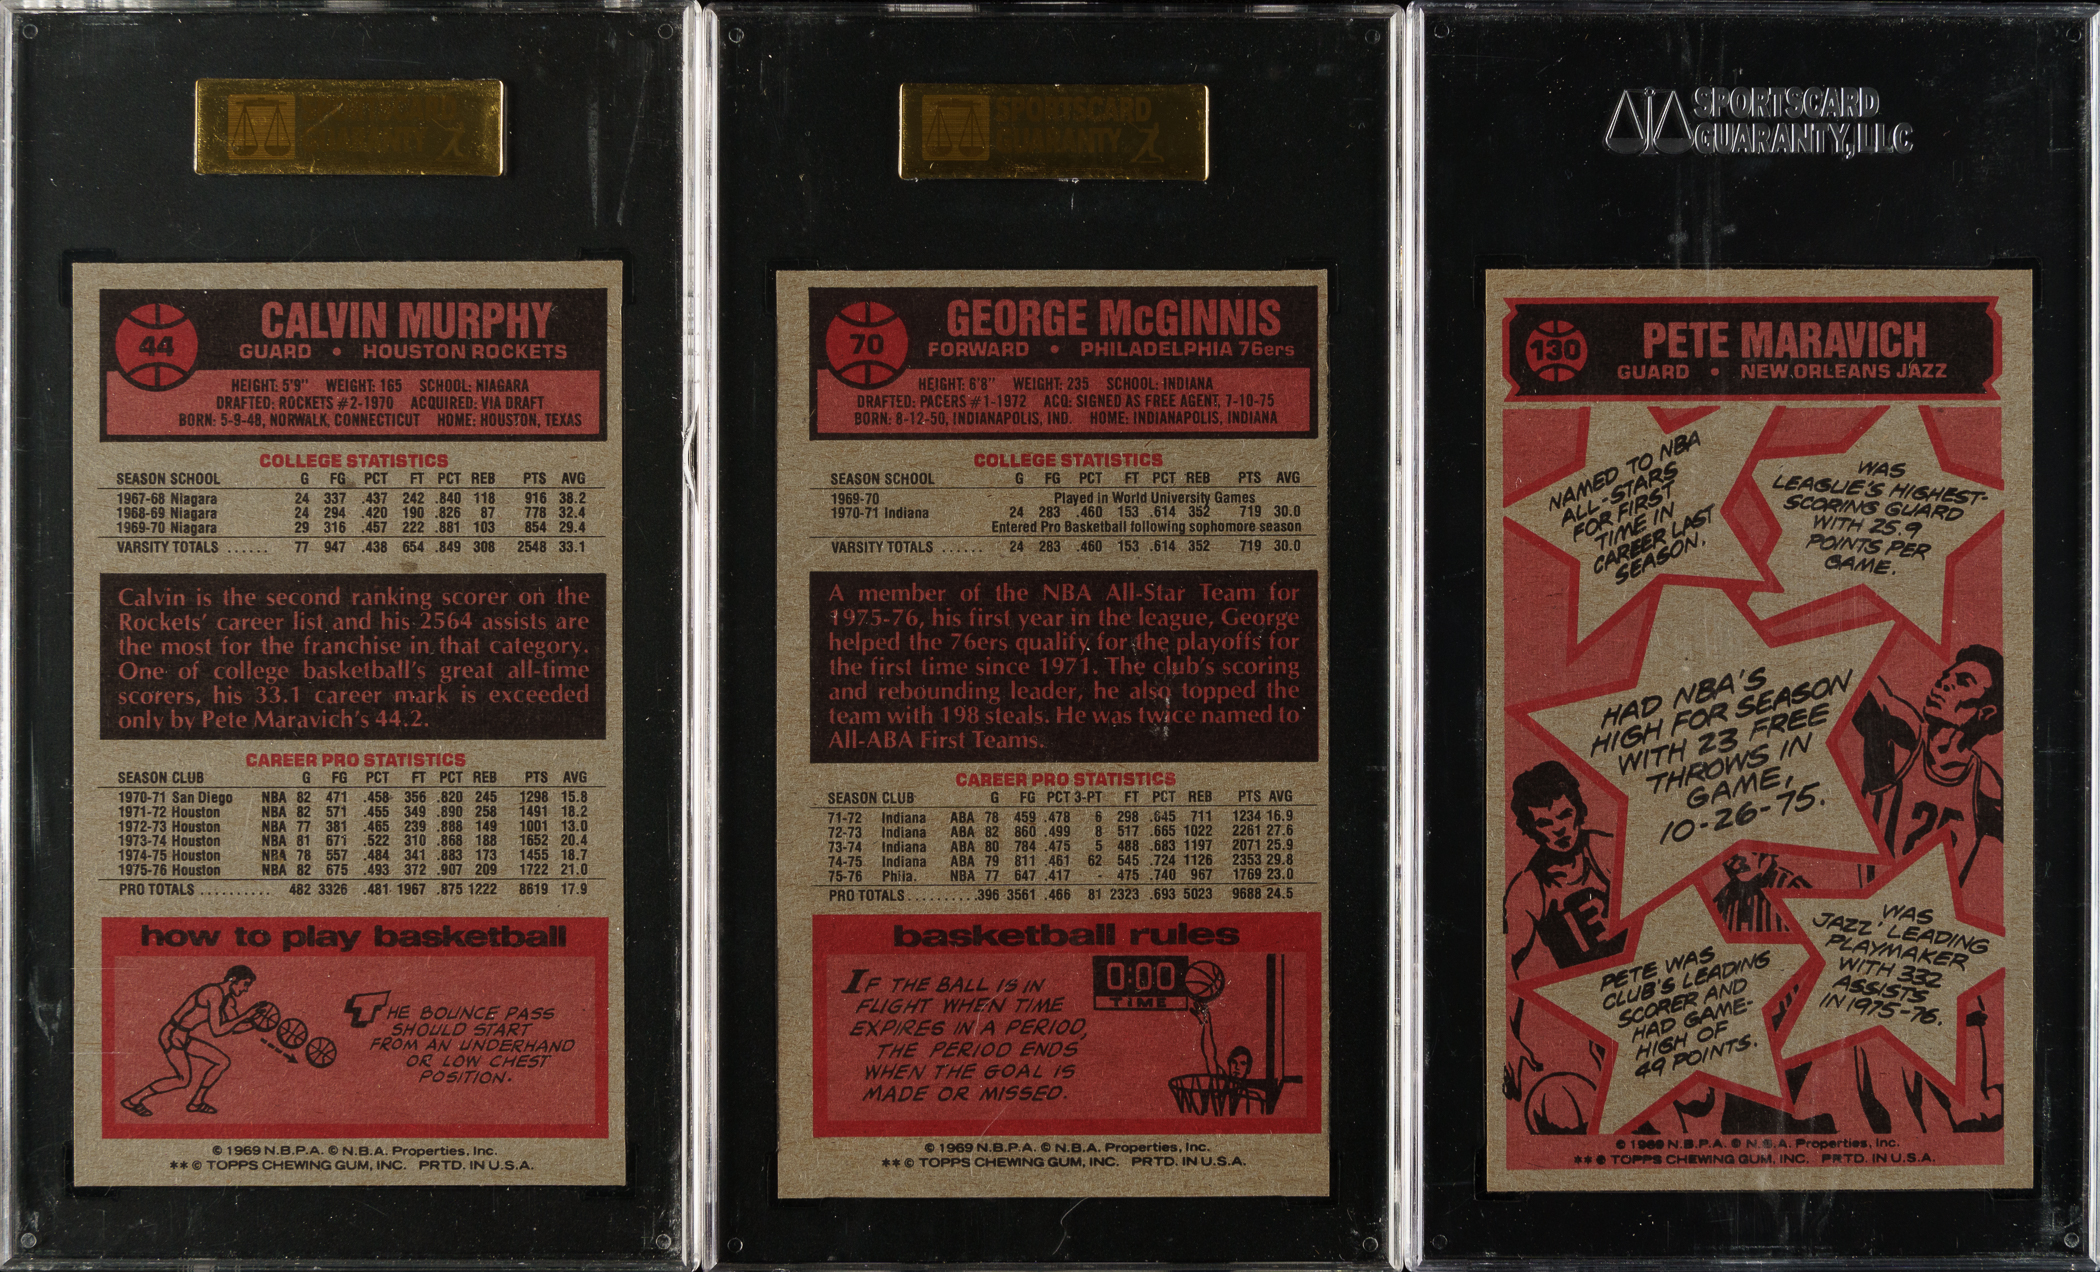 SPORTSCARD
GUARANTY
44
CALVIN MURPHY
GUARD • HOUSTON ROCKETS
HEIGHT: 5'9" WEIGHT: 165 SCHOOL: NIAGARA
DRAFTED: ROCKETS #2-1970 ACQUIRED: VIA DRAFT
BORN: 5-9-48, NORWALK, CONNECTICUT HOME: HOUSTON, TEXAS
COLLEGE STATISTICS
SEASON SCHOOL G FG PCT FT PCT REB PTS AVG
1967-68 Niagara 24 337 .437 242 .840 118 916 38.2
1968-69 Niagara 24 294 .420 190 .826 87 778 32.4
1969-70 Niagara 29 316 .457 222 .881 103 854 29.4
VARSITY TOTALS ...... 77 947 .438 654 .849 308 2548 33.1
Calvin is the second ranking scorer on the
Rockets' career list and his 2564 assists are
the most for the franchise in that category.
One of college basketball's great all-time
scorers, his 33.1 career mark is exceeded
only by Pete Maravich's 44.2.
CAREER PRO STATISTICS
SEASON CLUB G FG PCT FT PCT REB PTS AVG
1970-71 San Diego NBA 82 471 .458 356 .820 245 1298 15.8
1971-72 Houston NBA 82 571 .455 349 .890 258 1491 18.2
1972-73 Houston NBA 77 381 .465 239 .888 149 1001 13.0
1973-74 Houston NBA 81 671 .522 310 .868 188 1652 20.4
1974-75 Houston NBA 78 557 .484 341 .883 173 1455 18.7
1975-76 Houston NBA 82 675 .493 372 .907 209 1722 21.0
PRO TOTALS .......... 482 3326 .481 1967 .875 1222 8619 17.9
how to play basketball
THE BOUNCE PASS
SHOULD START
FROM AN UNDERHAND
OR LOW CHEST
POSITION.
© 1969 N.B.P.A. © N.B.A. Properties, Inc.
** © TOPPS CHEWING GUM, INC. PRTD. IN U.S.A.
SPORTSCARD
GUARANTY
70
GEORGE McGINNIS
FORWARD • PHILADELPHIA 76ers
HEIGHT: 6'8" WEIGHT: 235 SCHOOL: INDIANA
DRAFTED: PACERS #1-1972 ACQ: SIGNED AS FREE AGENT, 7-10-75
BORN: 8-12-50, INDIANAPOLIS, IND. HOME: INDIANAPOLIS, INDIANA
COLLEGE STATISTICS
SEASON SCHOOL G FG PCT FT PCT REB PTS AVG
1969-70 Played in World University Games
1970-71 Indiana 24 283 .460 153 .614 352 719 30.0
Entered Pro Basketball following sophomore season
VARSITY TOTALS ...... 24 283 .460 153 .614 352 719 30.0
A member of the NBA All-Star Team for
1975-76, his first year in the league, George
helped the 76ers qualify for the playoffs for
the first time since 1971. The club's scoring
and rebounding leader, he also topped the
team with 198 steals. He was twice named to
All-ABA First Teams.
CAREER PRO STATISTICS
SEASON CLUB G FG PCT 3-PT FT PCT REB PTS AVG
71-72 Indiana ABA 78 459 .478 6 298 .645 711 1234 16.9
72-73 Indiana ABA 82 860 .499 8 517 .665 1022 2261 27.6
73-74 Indiana ABA 80 784 .475 5 488 .683 1197 2071 25.9
74-75 Indiana ABA 79 811 .461 62 545 .724 1126 2353 29.8
75-76 Phila. NBA 77 647 .417 - 475 .740 967 1769 23.0
PRO TOTALS .......... 396 3561 .466 81 2323 .693 5023 9688 24.5
basketball rules
IF THE BALL IS IN
FLIGHT WHEN TIME
EXPIRES IN A PERIOD,
THE PERIOD ENDS
WHEN THE GOAL IS
MADE OR MISSED.
0:00
TIME
© 1969 N.B.P.A. © N.B.A. Properties, Inc.
** © TOPPS CHEWING GUM, INC. PRTD. IN U.S.A.
SPORTSCARD
GUARANTY, LLC
130
PETE MARAVICH
GUARD • NEW ORLEANS JAZZ
NAMED TO NBA
ALL-STARS
FOR FIRST
TIME IN
CAREER LAST
SEASON.
WAS
LEAGUE'S HIGHEST-
SCORING GUARD
WITH 25.9
POINTS PER
GAME.
HAD NBA'S
HIGH FOR SEASON
WITH 23 FREE
THROWS IN
GAME,
10-26-75.
PETE WAS
CLUB'S LEADING
SCORER AND
HAD GAME-
HIGH OF
49 POINTS.
WAS
JAZZ' LEADING
PLAYMAKER
WITH 332
ASSISTS
IN 1975-76.
© 1969 N.B.P.A. © N.B.A. Properties, Inc.
** © TOPPS CHEWING GUM, INC. PRTD. IN U.S.A.